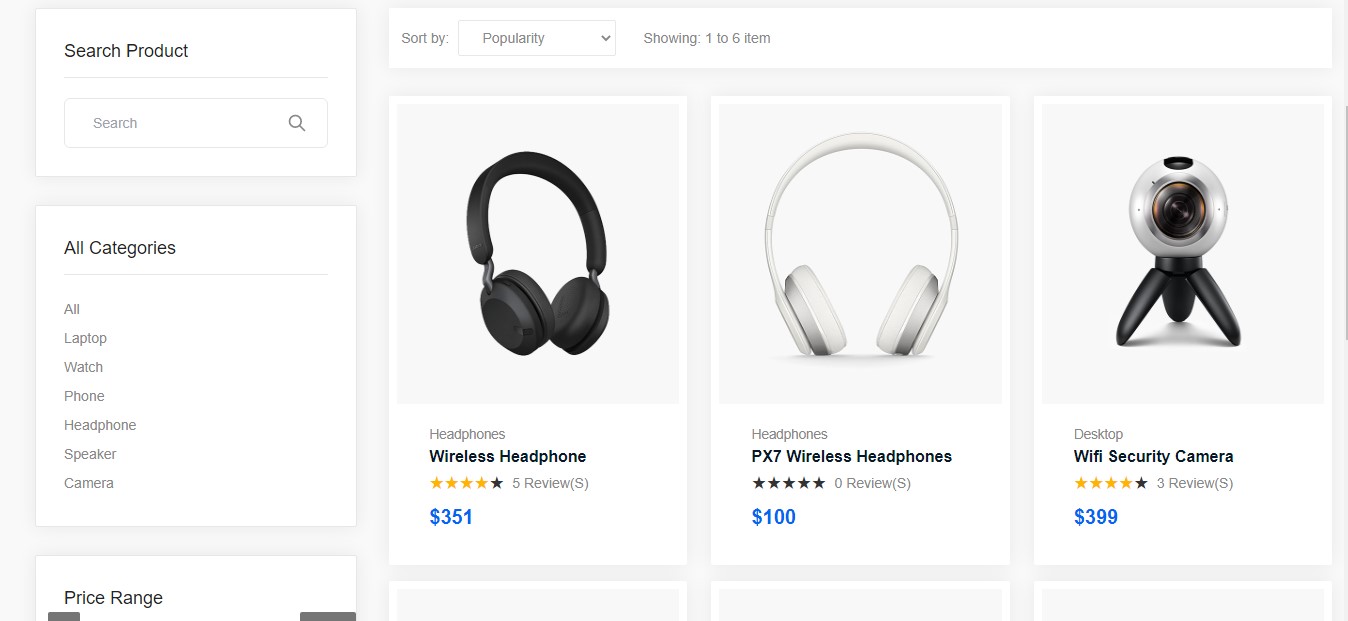 Search Product
Search
All Categories
All
Laptop
Watch
Phone
Headphone
Speaker
Camera
Price Range
Sort by: Popularity Showing: 1 to 6 item
Headphones
Wireless Headphone
5 Review(S)
$351
Headphones
PX7 Wireless Headphones
0 Review(S)
$100
Desktop
Wifi Security Camera
3 Review(S)
$399